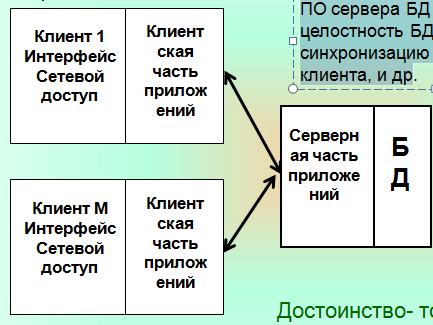 Клиент 1
Интерфейс
Сетевой
доступ
Клиент
ская
часть
прилож
ений
ПО сервера БД
целостность БД
синхронизацию
клиента, и др.
Серверн
ая часть
приложе
ний
Б
Д
Клиент М
Интерфейс
Сетевой
доступ
Клиент
ская
часть
прилож
ений
Достоинство- то